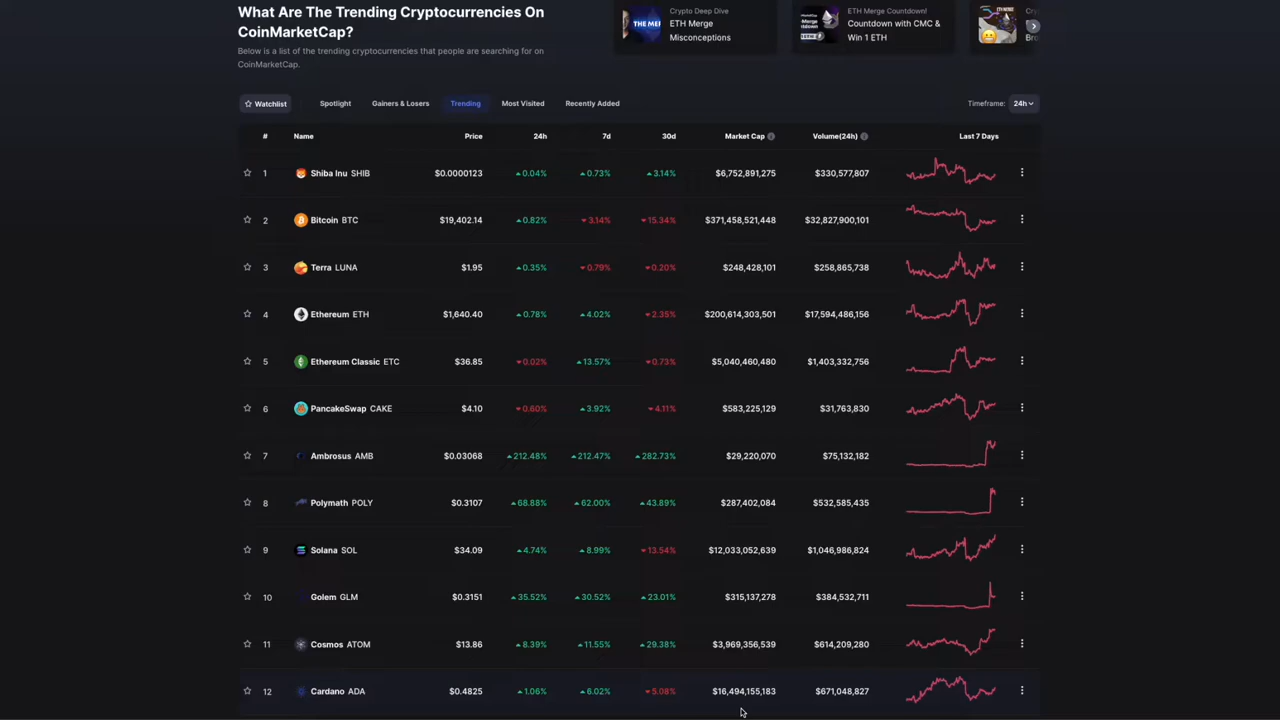 What Are The Trending Cryptocurrencies On
CoinMarketCap?
Below is a list of the trending cryptocurrencies that people are searching for on
CoinMarketCap.
THE MER
Crypto Deep Dive
ETH Merge
Misconceptions
Merge
ETH Merge Countdown!
Countdown with CMC &
Win 1 ETH
Watchlist Spotlight Gainers & Losers Trending Most Visited Recently Added Timeframe: 24h
# Name Price 24h 7d 30d Market Cap Volume(24h) Last 7 Days
1 Shiba Inu SHIB $0.0000123 0.04% 0.73% 3.14% $6,752,891,275 $330,577,807
2 Bitcoin BTC $19,402.14 0.82% 3.14% 15.34% $371,458,521,448 $32,827,900,101
3 Terra LUNA $1.95 0.35% 0.79% 0.20% $248,428,101 $258,865,738
4 Ethereum ETH $1,640.40 0.78% 4.02% 2.35% $200,614,303,501 $17,594,486,156
5 Ethereum Classic ETC $36.85 0.02% 13.57% 0.73% $5,040,460,480 $1,403,332,756
6 PancakeSwap CAKE $4.10 0.60% 3.92% 4.11% $583,225,129 $31,763,830
7 Ambrosus AMB $0.03068 212.48% 212.47% 282.73% $29,220,070 $75,132,182
8 Polymath POLY $0.3107 68.88% 62.00% 43.89% $287,402,084 $532,585,435
9 Solana SOL $34.09 4.74% 8.99% 13.54% $12,033,052,639 $1,046,986,824
10 Golem GLM $0.3151 35.52% 30.52% 23.01% $315,137,278 $384,532,711
11 Cosmos ATOM $13.86 8.39% 11.55% 29.38% $3,969,356,539 $614,209,280
12 Cardano ADA $0.4825 1.06% 6.02% 5.08% $16,494,155,183 $671,048,827